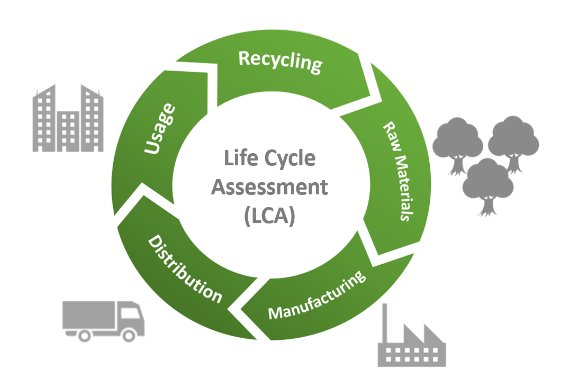 Recycling
Raw Materials
Manufacturing
Distribution
Usage
Life Cycle
Assessment
(LCA)